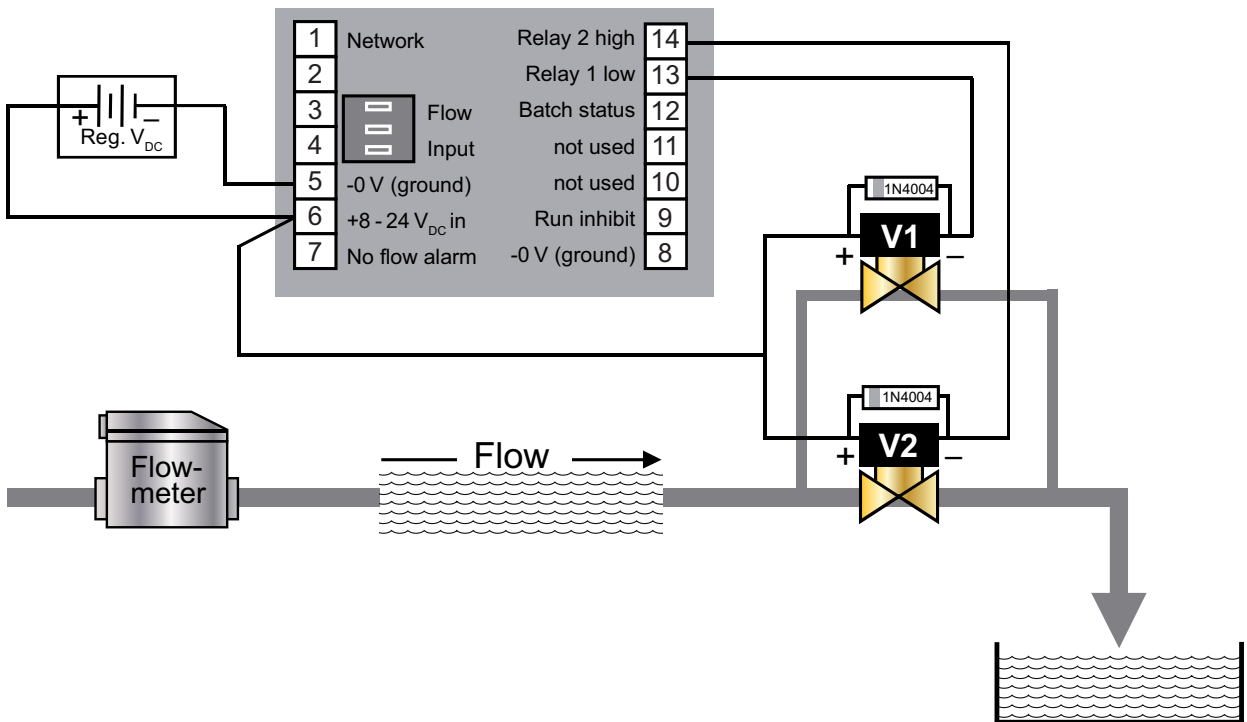 1 Network
2
3 Flow
4 Input
5 -0 V (ground)
6 +8 - 24 VDC in
7 No flow alarm
Relay 2 high 14
Relay 1 low 13
Batch status 12
not used 11
not used 10
Run inhibit 9
-0 V (ground) 8
+ –
Reg. VDC
1N4004
V1
+ –
1N4004
V2
+ –
Flow-
meter
Flow